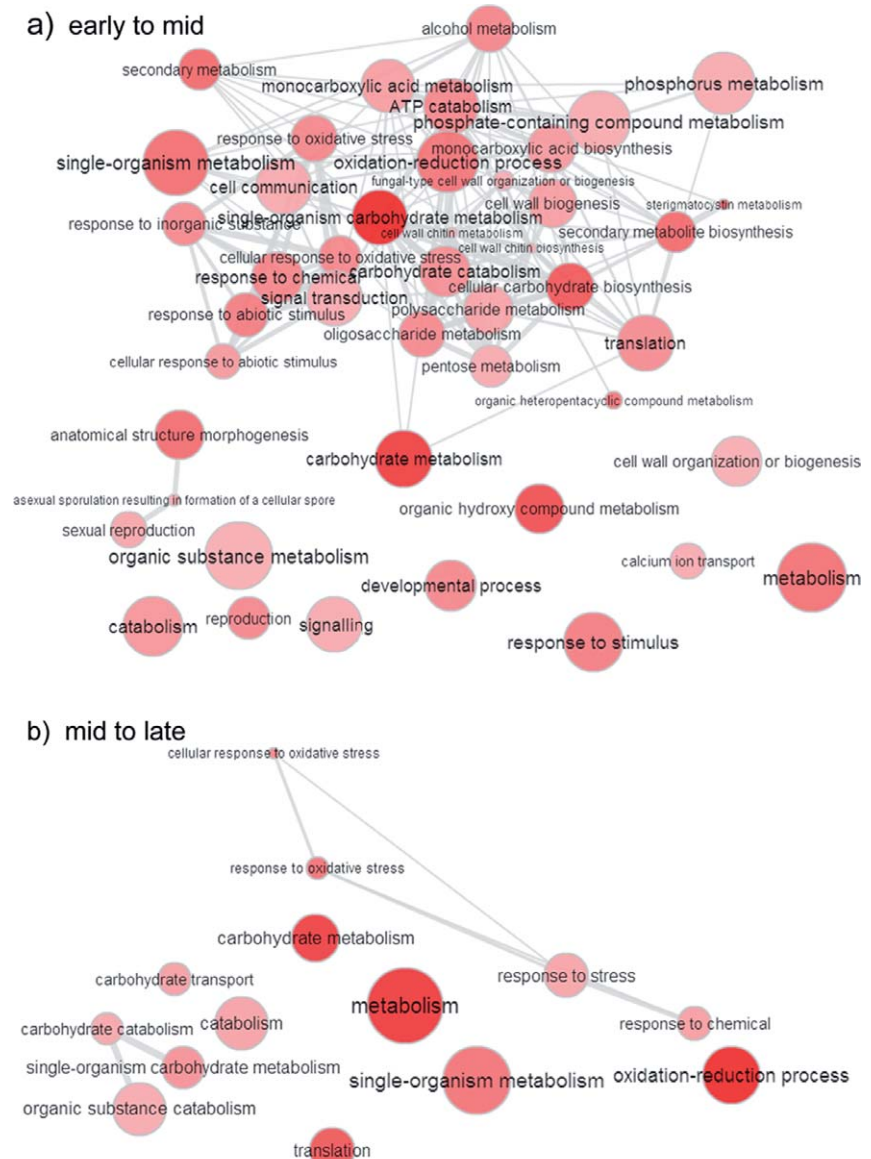 a) early to mid
alcohol metabolism
secondary metabolism
monocarboxylic acid metabolism
phosphorus metabolism
ATP catabolism
phosphate-containing compound metabolism
response to oxidative stress
monocarboxylic acid biosynthesis
single-organism metabolism
oxidation-reduction process
fungal-type cell wall organization or biogenesis
cell communication
cell wall biogenesis
sterigmatocystin metabolism
single-organism carbohydrate metabolism
response to inorganic substance
cell wall chitin metabolism
secondary metabolite biosynthesis
cell wall chitin biosynthesis
cellular response to oxidative stress
carbohydrate catabolism
response to chemical
cellular carbohydrate biosynthesis
signal transduction
response to abiotic stimulus
polysaccharide metabolism
oligosaccharide metabolism
translation
cellular response to abiotic stimulus
pentose metabolism
organic heteropentacyclic compound metabolism
anatomical structure morphogenesis
carbohydrate metabolism
cell wall organization or biogenesis
asexual sporulation resulting in formation of a cellular spore
organic hydroxy compound metabolism
sexual reproduction
organic substance metabolism
calcium ion transport
developmental process
metabolism
catabolism
reproduction
signalling
response to stimulus
b) mid to late
cellular response to oxidative stress
response to oxidative stress
carbohydrate metabolism
carbohydrate transport
response to stress
metabolism
carbohydrate catabolism
catabolism
response to chemical
single-organism carbohydrate metabolism
single-organism metabolism
oxidation-reduction process
organic substance catabolism
translation